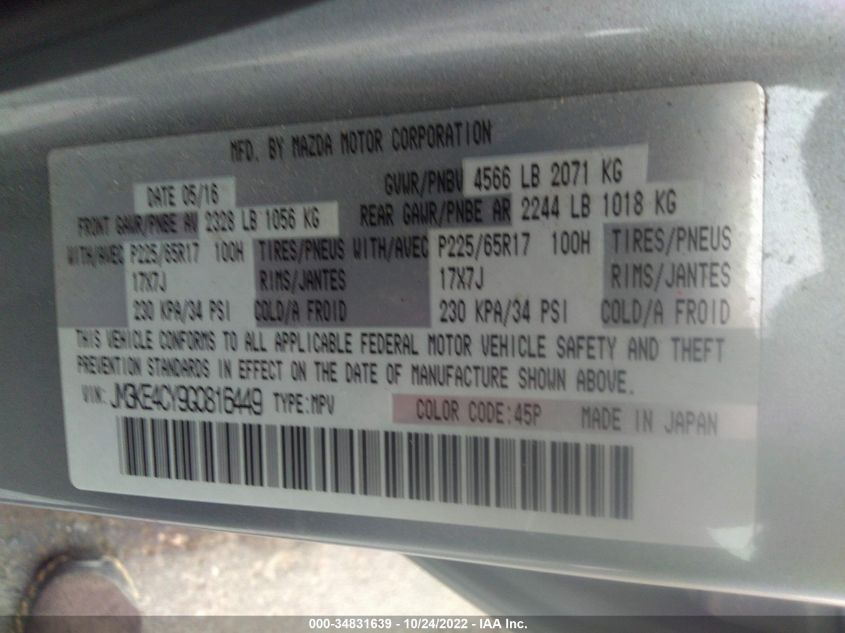 MFD. BY MAZDA MOTOR CORPORATION
DATE 05/16 GVWR/PNBV 4566 LB 2071 KG
FRONT GAWR/PNBE AV 2328 LB 1056 KG REAR GAWR/PNBE AR 2244 LB 1018 KG
WITH/AVEC P225/65R17 100H TIRES/PNEUS WITH/AVEC P225/65R17 100H TIRES/PNEUS
17X7J RIMS/JANTES 17X7J RIMS/JANTES
230 KPA/34 PSI COLD/A FROID 230 KPA/34 PSI COLD/A FROID
THIS VEHICLE CONFORMS TO ALL APPLICABLE FEDERAL MOTOR VEHICLE SAFETY AND THEFT
PREVENTION STANDARDS IN EFFECT ON THE DATE OF MANUFACTURE SHOWN ABOVE.
VIN: JM3KE4CY9G0816449 TYPE:MPV COLOR CODE:45P MADE IN JAPAN
000-34831639 - 10/24/2022 - IAA Inc.